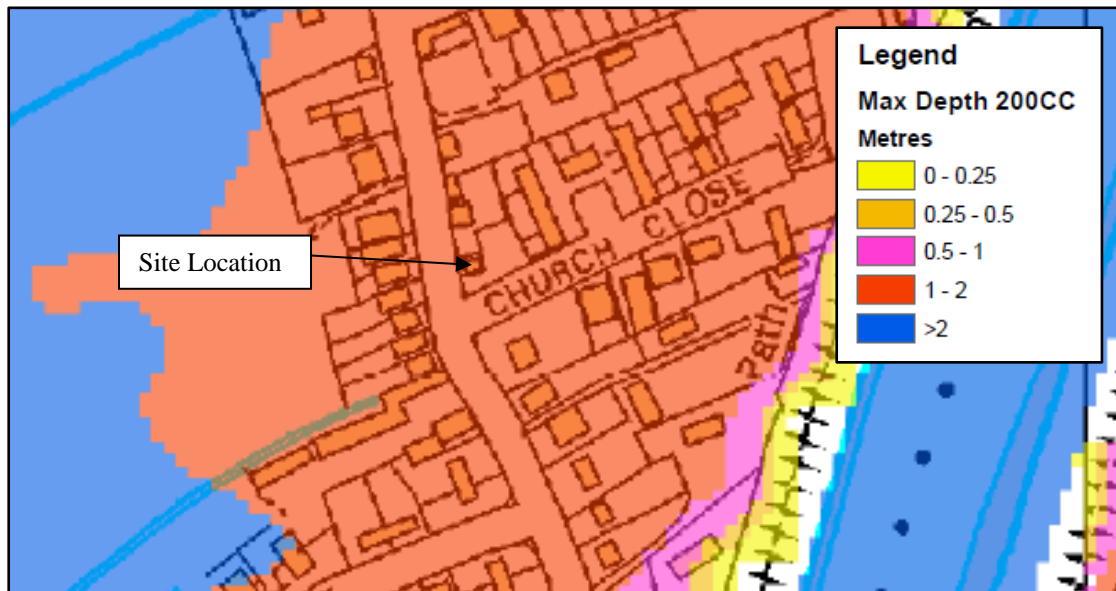 Legend
Max Depth 200CC
Metres
0 - 0.25
0.25 - 0.5
0.5 - 1
1 - 2
>2
Site Location
CHURCH CLOSE
Path